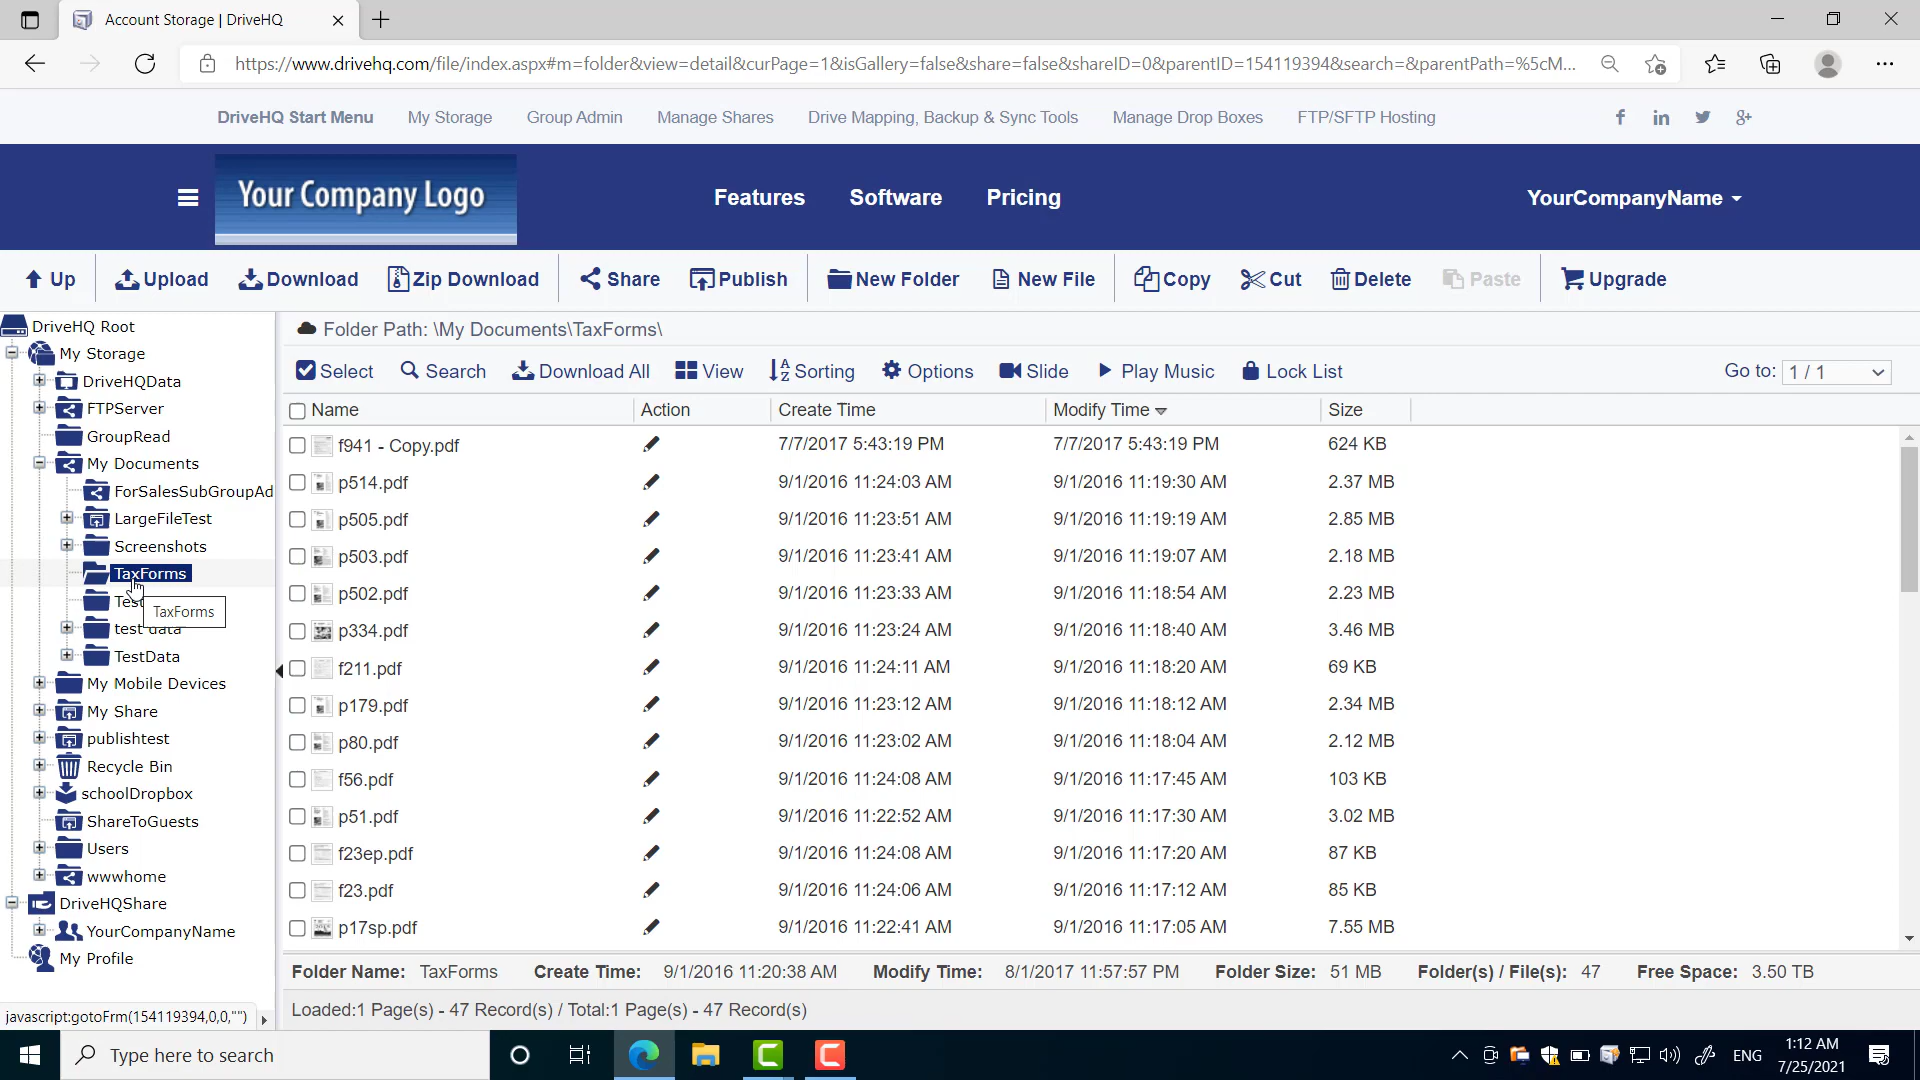 Account Storage | DriveHQ
https://www.drivehq.com/file/index.aspx#m=folder&view=detail&curPage=1&isGallery=false&share=false&shareID=0&parentID=154119394&search=&parentPath=%5cM...
DriveHQ Start Menu My Storage Group Admin Manage Shares Drive Mapping, Backup & Sync Tools Manage Drop Boxes FTP/SFTP Hosting
Your Company Logo Features Software Pricing YourCompanyName
Up Upload Download Zip Download Share Publish New Folder New File Copy Cut Delete Paste Upgrade
DriveHQ Root
My Storage
DriveHQData
FTPServer
GroupRead
My Documents
ForSalesSubGroupAd
LargeFileTest
Screenshots
TaxForms
Test
TaxForms
test data
TestData
My Mobile Devices
My Share
publishtest
Recycle Bin
schoolDropbox
ShareToGuests
Users
wwwhome
DriveHQShare
YourCompanyName
My Profile
javascript:gotoFrm(154119394,0,0,"")
Folder Path: \My Documents\TaxForms\
Select Search Download All View Sorting Options Slide Play Music Lock List Go to: 1 / 1
Name Action Create Time Modify Time Size
f941 - Copy.pdf 7/7/2017 5:43:19 PM 7/7/2017 5:43:19 PM 624 KB
p514.pdf 9/1/2016 11:24:03 AM 9/1/2016 11:19:30 AM 2.37 MB
p505.pdf 9/1/2016 11:23:51 AM 9/1/2016 11:19:19 AM 2.85 MB
p503.pdf 9/1/2016 11:23:41 AM 9/1/2016 11:19:07 AM 2.18 MB
p502.pdf 9/1/2016 11:23:33 AM 9/1/2016 11:18:54 AM 2.23 MB
p334.pdf 9/1/2016 11:23:24 AM 9/1/2016 11:18:40 AM 3.46 MB
f211.pdf 9/1/2016 11:24:11 AM 9/1/2016 11:18:20 AM 69 KB
p179.pdf 9/1/2016 11:23:12 AM 9/1/2016 11:18:12 AM 2.34 MB
p80.pdf 9/1/2016 11:23:02 AM 9/1/2016 11:18:04 AM 2.12 MB
f56.pdf 9/1/2016 11:24:08 AM 9/1/2016 11:17:45 AM 103 KB
p51.pdf 9/1/2016 11:22:52 AM 9/1/2016 11:17:30 AM 3.02 MB
f23ep.pdf 9/1/2016 11:24:08 AM 9/1/2016 11:17:20 AM 87 KB
f23.pdf 9/1/2016 11:24:06 AM 9/1/2016 11:17:12 AM 85 KB
p17sp.pdf 9/1/2016 11:22:41 AM 9/1/2016 11:17:05 AM 7.55 MB
Folder Name: TaxForms Create Time: 9/1/2016 11:20:38 AM Modify Time: 8/1/2017 11:57:57 PM Folder Size: 51 MB Folder(s) / File(s): 47 Free Space: 3.50 TB
Loaded:1 Page(s) - 47 Record(s) / Total:1 Page(s) - 47 Record(s)
Type here to search ENG 1:12 AM
7/25/2021